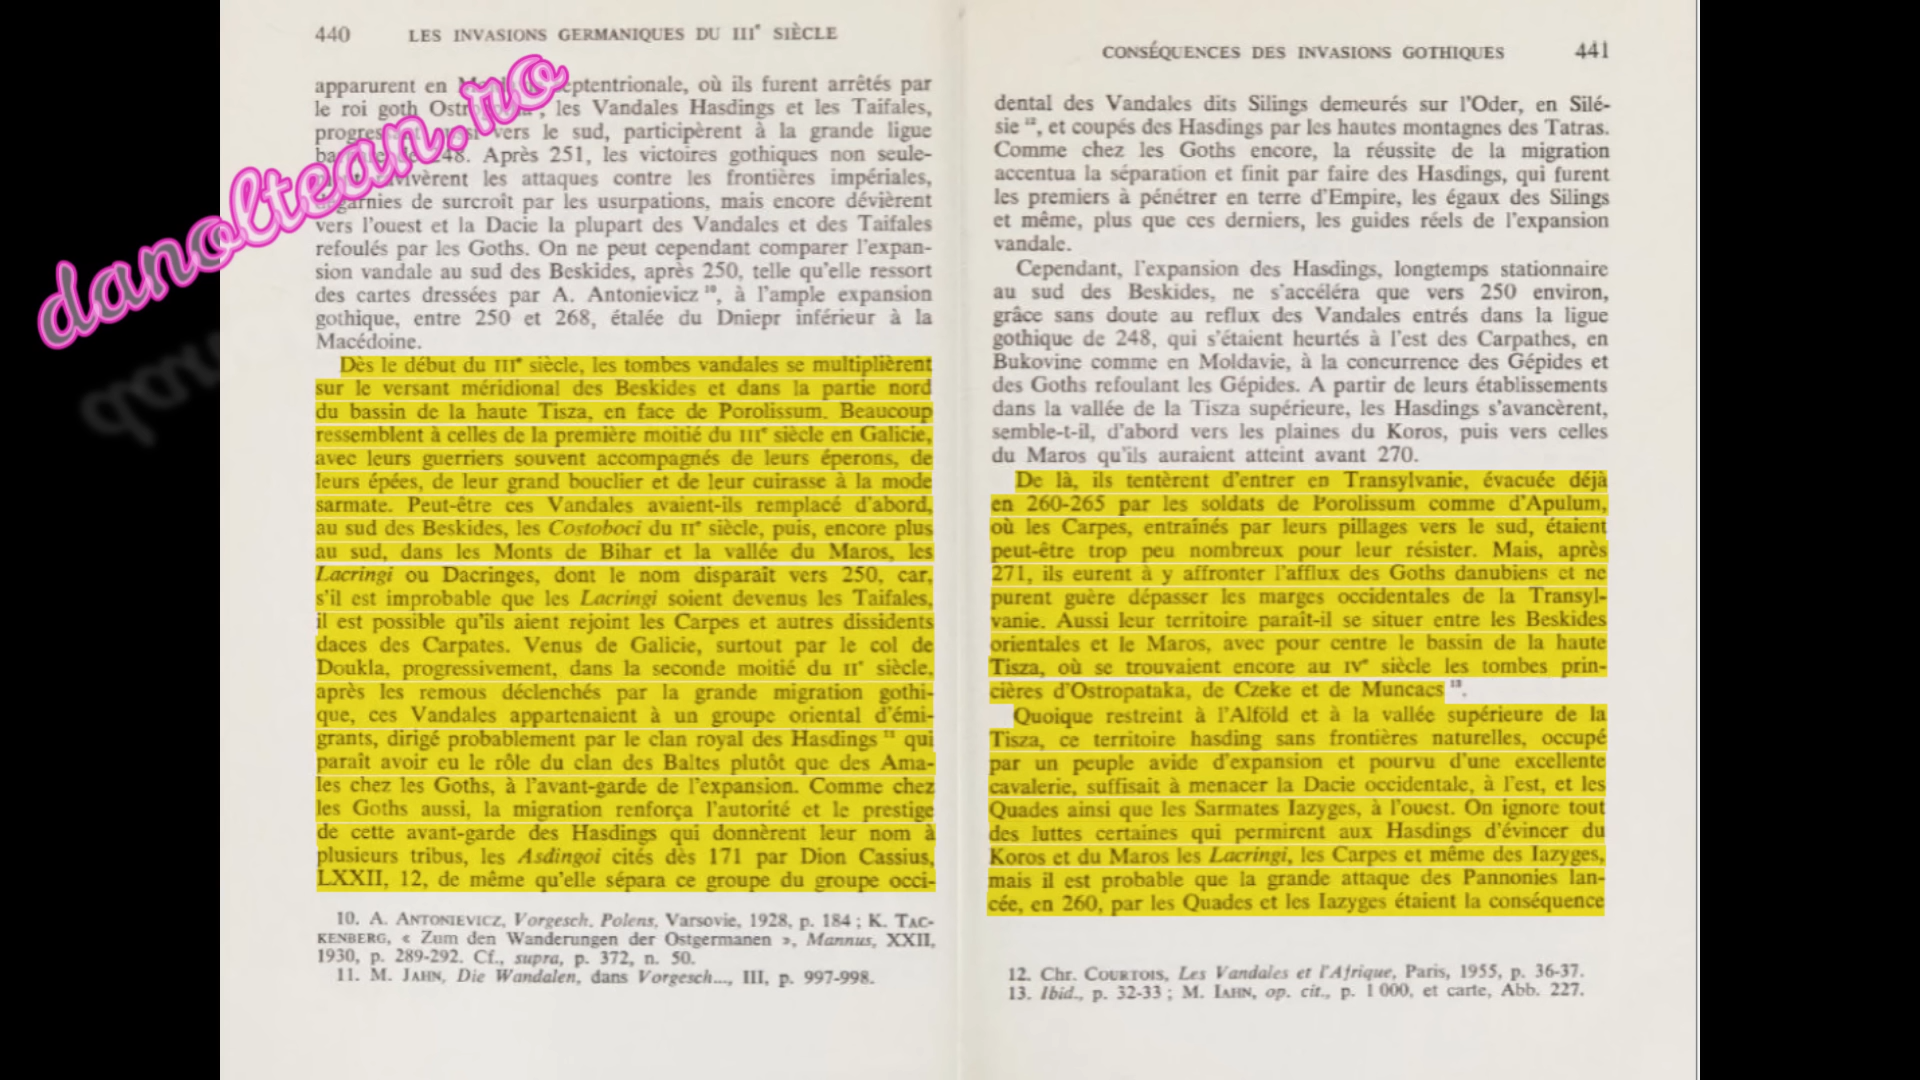 danoltean.ro
440 LES INVASIONS GERMANIQUES DU IIIe SIÈCLE
apparurent en septentrionale, où ils furent arrêtés par
le roi goth les Vandales Hasdings et les Taifales,
vers le sud, participèrent à la grande ligue
de 248. Après 251, les victoires gothiques non seule-
avivèrent les attaques contre les frontières impériales,
dégarnies de surcroît par les usurpations, mais encore dévièrent
vers l'ouest et la Dacie la plupart des Vandales et des Taifales
refoulés par les Goths. On ne peut cependant comparer l'expan-
sion vandale au sud des Beskides, après 250, telle qu'elle ressort
des cartes dressées par A. Antonievicz 10, à l'ample expansion
gothique, entre 250 et 268, étalée du Dniepr inférieur à la
Macédoine.
Dès le début du IIIe siècle, les tombes vandales se multiplièrent
sur le versant méridional des Beskides et dans la partie nord
du bassin de la haute Tisza, en face de Porolissum. Beaucoup
ressemblent à celles de la première moitié du IIIe siècle en Galicie,
avec leurs guerriers souvent accompagnés de leurs éperons, de
leurs épées, de leur grand bouclier et de leur cuirasse à la mode
sarmate. Peut-être ces Vandales avaient-ils remplacé d'abord,
au sud des Beskides, les Costoboci du IIe siècle, puis, encore plus
au sud, dans les Monts de Bihar et la vallée du Maros, les
Lacringi ou Dacringes, dont le nom disparaît vers 250, car,
s'il est improbable que les Lacringi soient devenus les Taifales,
il est possible qu'ils aient rejoint les Carpes et autres dissidents
daces des Carpates. Venus de Galicie, surtout par le col de
Doukla, progressivement, dans la seconde moitié du IIe siècle,
après les remous déclenchés par la grande migration gothi-
que, ces Vandales appartenaient à un groupe oriental d'émi-
grants, dirigé probablement par le clan royal des Hasdings 11 qui
paraît avoir eu le rôle du clan des Baltes plutôt que des Ama-
les chez les Goths, à l'avant-garde de l'expansion. Comme chez
les Goths aussi, la migration renforça l'autorité et le prestige
de cette avant-garde des Hasdings qui donnèrent leur nom à
plusieurs tribus, les Asdingoi cités dès 171 par Dion Cassius,
LXXII, 12, de même qu'elle sépara ce groupe du groupe occi-
10. A. ANTONIEVICZ, Vorgesch. Polens, Varsovie, 1928, p. 184 ; K. TAC-
KENBERG, « Zum den Wanderungen der Ostgermanen », Mannus, XXII,
1930, p. 289-292. Cf., supra, p. 372, n. 50.
11. M. JAHN, Die Wandalen, dans Vorgesch..., III, p. 997-998.
CONSÉQUENCES DES INVASIONS GOTHIQUES 441
dental des Vandales dits Silings demeurés sur l'Oder, en Silé-
sie 12, et coupés des Hasdings par les hautes montagnes des Tatras.
Comme chez les Goths encore, la réussite de la migration
accentua la séparation et finit par faire des Hasdings, qui furent
les premiers à pénétrer en terre d'Empire, les égaux des Silings
et même, plus que ces derniers, les guides réels de l'expansion
vandale.
Cependant, l'expansion des Hasdings, longtemps stationnaire
au sud des Beskides, ne s'accéléra que vers 250 environ,
grâce sans doute au reflux des Vandales entrés dans la ligue
gothique de 248, qui s'étaient heurtés à l'est des Carpathes, en
Bukovine comme en Moldavie, à la concurrence des Gépides et
des Goths refoulant les Gépides. A partir de leurs établissements
dans la vallée de la Tisza supérieure, les Hasdings s'avancèrent,
semble-t-il, d'abord vers les plaines du Koros, puis vers celles
du Maros qu'ils auraient atteint avant 270.
De là, ils tentèrent d'entrer en Transylvanie, évacuée déjà
en 260-265 par les soldats de Porolissum comme d'Apulum,
où les Carpes, entraînés par leurs pillages vers le sud, étaient
peut-être trop peu nombreux pour leur résister. Mais, après
271, ils eurent à y affronter l'afflux des Goths danubiens et ne
purent guère dépasser les marges occidentales de la Transyl-
vanie. Aussi leur territoire paraît-il se situer entre les Beskides
orientales et le Maros, avec pour centre le bassin de la haute
Tisza, où se trouvaient encore au IVe siècle les tombes prin-
cières d'Ostropataka, de Czeke et de Muncacs 13.
Quoique restreint à l'Alföld et à la vallée supérieure de la
Tisza, ce territoire hasding sans frontières naturelles, occupé
par un peuple avide d'expansion et pourvu d'une excellente
cavalerie, suffisait à menacer la Dacie occidentale, à l'est, et les
Quades ainsi que les Sarmates Iazyges, à l'ouest. On ignore tout
des luttes certaines qui permirent aux Hasdings d'évincer du
Koros et du Maros les Lacringi, les Carpes et même des Iazyges,
mais il est probable que la grande attaque des Pannonies lan-
cée, en 260, par les Quades et les Iazyges étaient la conséquence
12. Chr. COURTOIS, Les Vandales et l'Afrique, Paris, 1955, p. 36-37.
13. Ibid., p. 32-33 ; M. IAHN, op. cit., p. 1 000, et carte, Abb. 227.